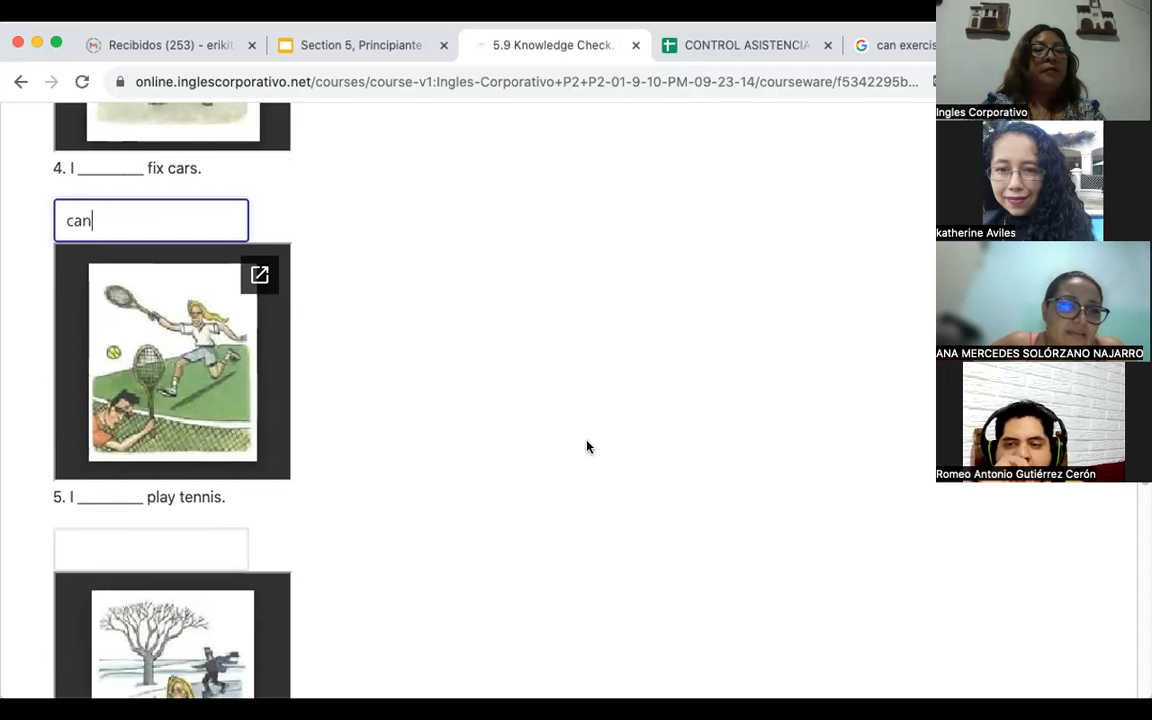 Recibidos (253) - erikit
Section 5, Principiante
5.9 Knowledge Check.
CONTROL ASISTENCIA
can exercis
online.inglescorporativo.net/courses/course-v1:Ingles-Corporativo+P2+P2-01-9-10-PM-09-23-14/courseware/f5342295b...
Ingles Corporativo
4. I ________ fix cars.
can
katherine Aviles
ANA MERCEDES SOLÓRZANO NAJARRO
Romeo Antonio Gutiérrez Cerón
5. I ________ play tennis.